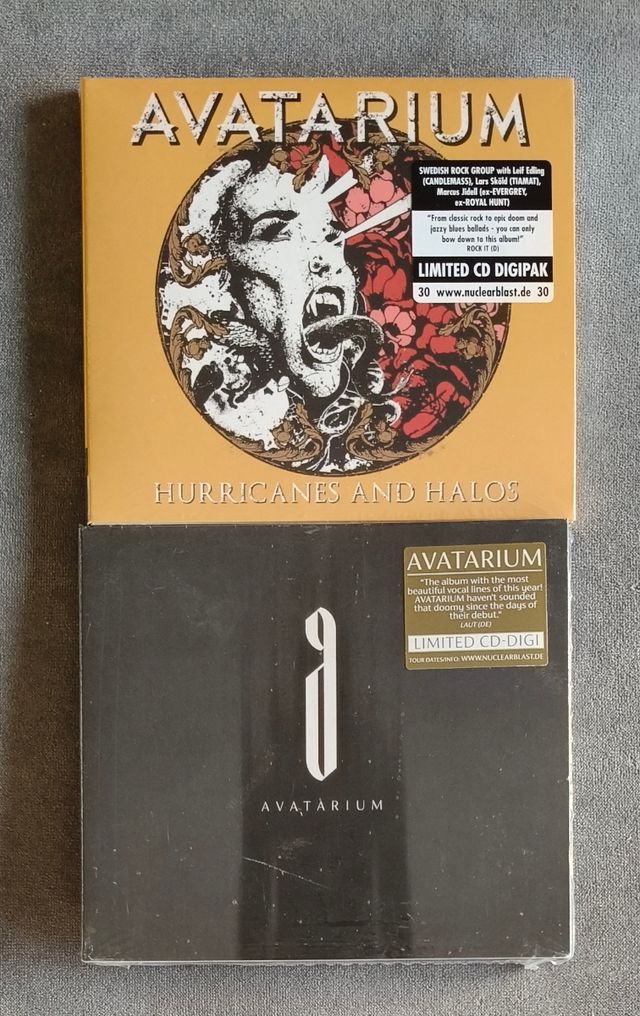 AVATARIUM
SWEDISH ROCK GROUP with Leif Edling
(CANDLEMASS), Lars Sköld (TIAMAT),
Marcus Jidell (ex-EVERGREY,
ex-ROYAL HUNT)
"From classic rock to epic doom and
jazzy blues ballads - you can only
bow down to this album!"
ROCK IT (D)
LIMITED CD DIGIPAK
30 www.nuclearblast.de 30
HURRICANES AND HALOS
AVATARIUM
"The album with the most
beautiful vocal lines of this year!
AVATARIUM haven't sounded
that doomy since the days of
their debut."
LAUT (DE)
LIMITED CD-DIGI
TOUR DATES/INFO: WWW.NUCLEARBLAST.DE
a
AVATARIUM